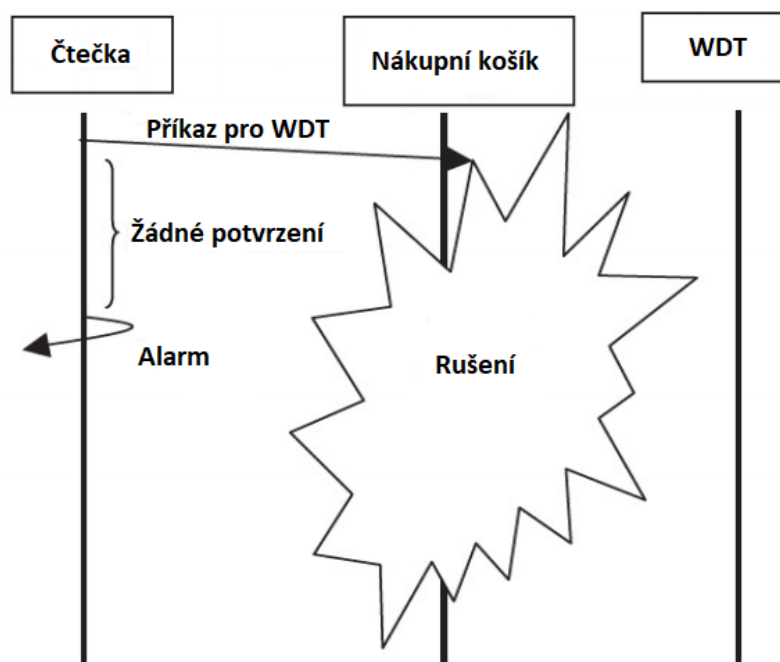 Čtečka
Nákupní košík
WDT
Příkaz pro WDT
Žádné potvrzení
Alarm
Rušení